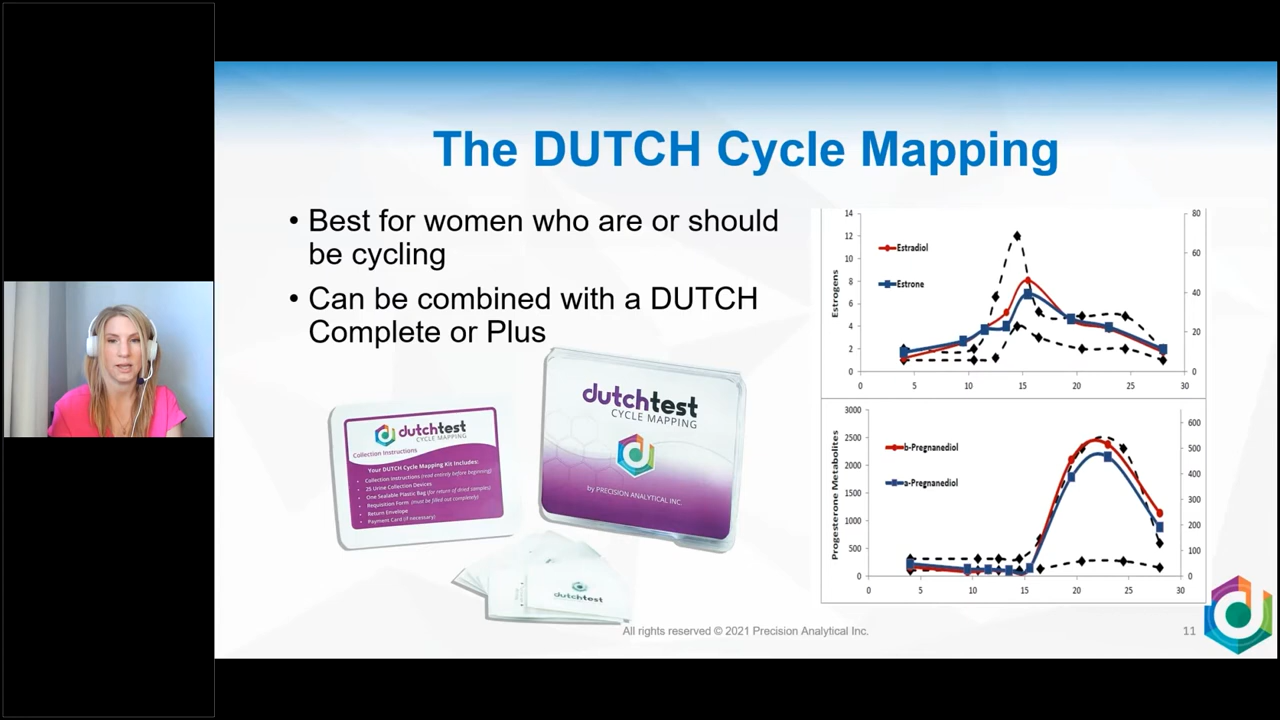 The DUTCH Cycle Mapping
• Best for women who are or should
be cycling
• Can be combined with a DUTCH
Complete or Plus
dutchtest
CYCLE MAPPING
Collection Instructions
Your DUTCH Cycle Mapping Kit Includes:
• Collection Instructions (read entirely before beginning)
• 25 Urine Collection Devices
• One Sealable Plastic Bag (for return of dried samples)
• Requisition Form (must be filled out completely)
• Return Envelope
• Payment Card (if necessary)
dutchtest
CYCLE MAPPING
by PRECISION ANALYTICAL INC.
dutchtest
Estrogens
14
12
10
8
6
4
2
0
Estradiol
Estrone
80
60
40
20
0
0 5 10 15 20 25 30
Progesterone Metabolites
3000
2500
2000
1500
1000
500
0
b-Pregnanediol
a-Pregnanediol
600
500
400
300
200
100
0
0 5 10 15 20 25 30
All rights reserved © 2021 Precision Analytical Inc.
11